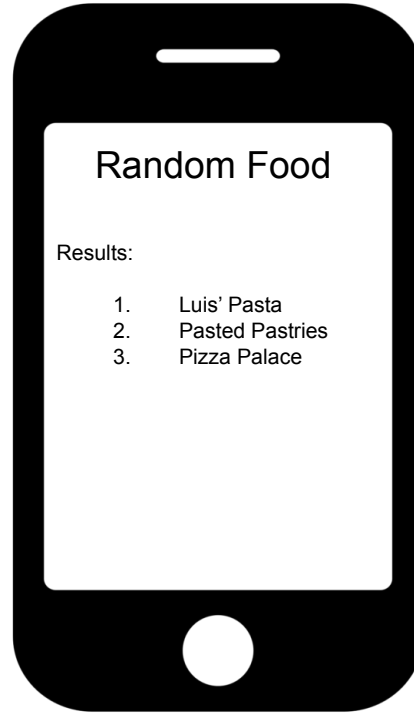 Random Food
Results:
1. Luis’ Pasta
2. Pasted Pastries
3. Pizza Palace